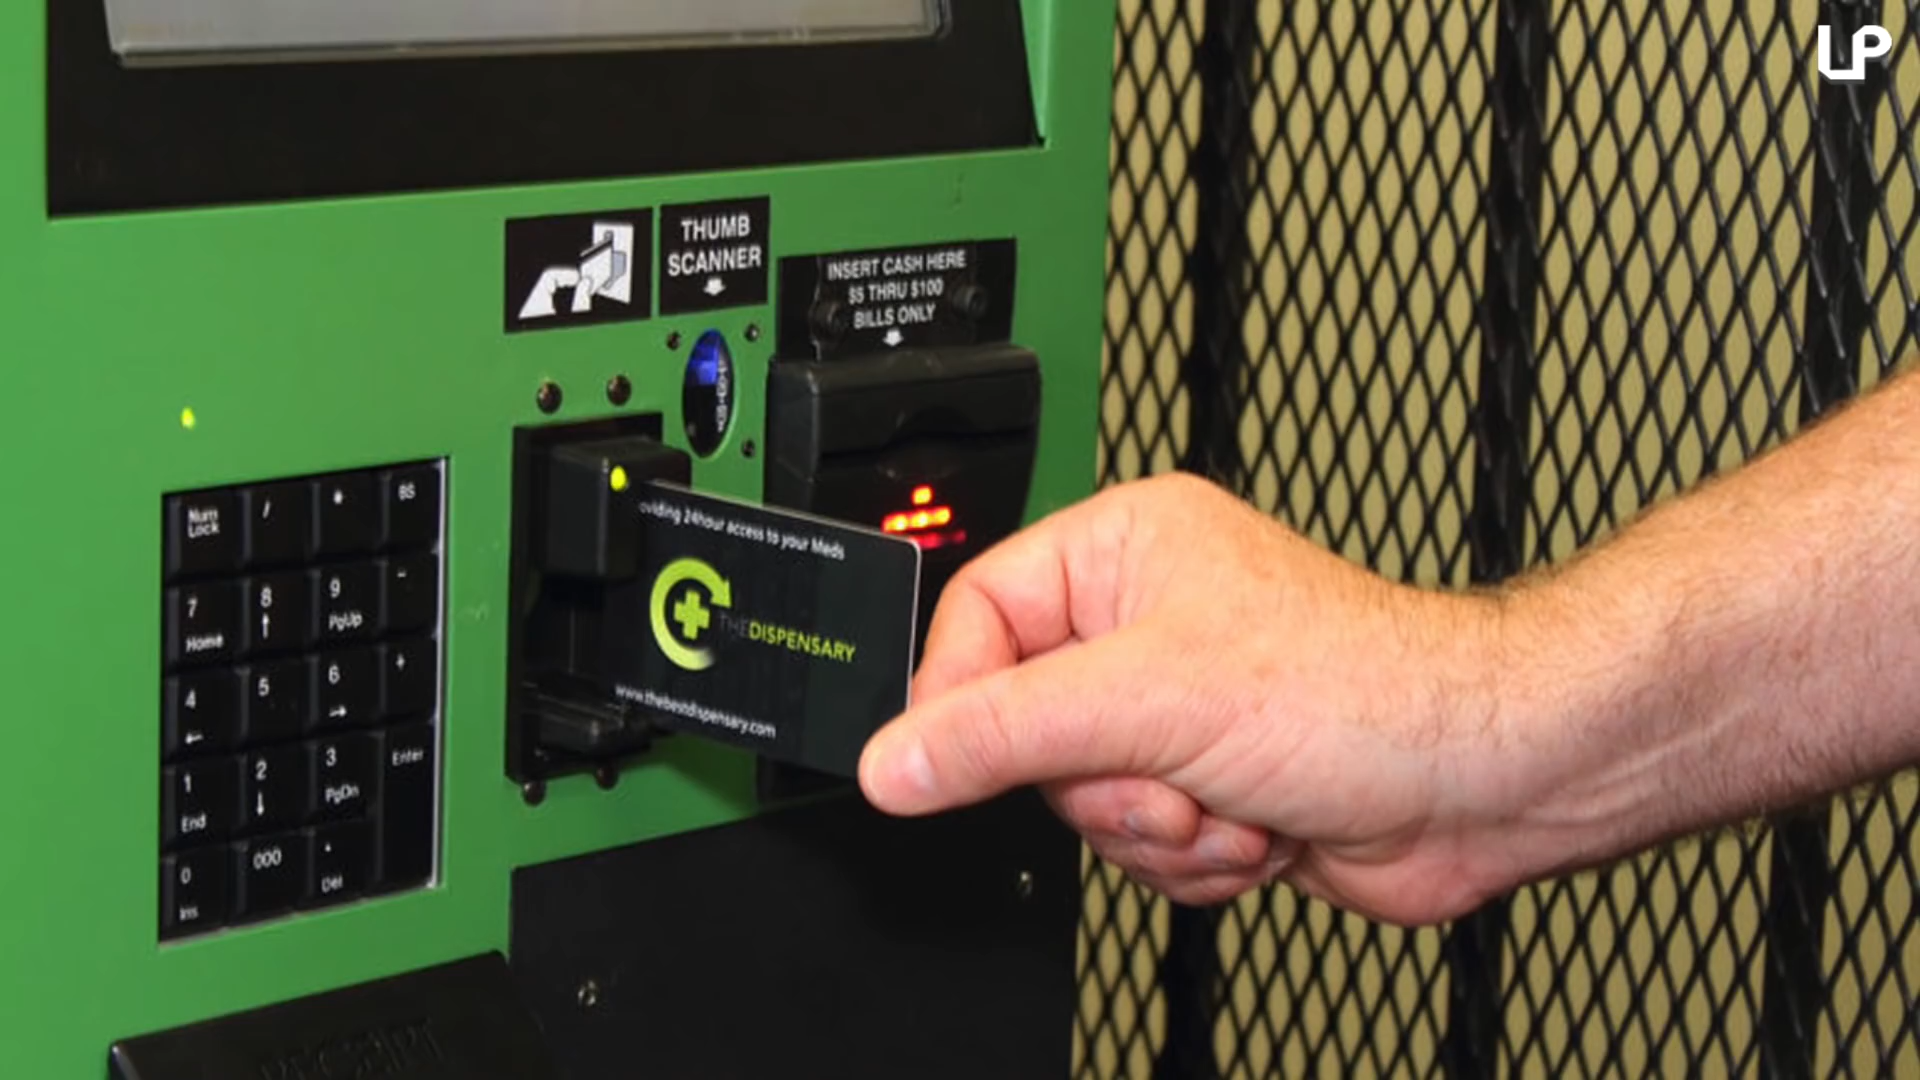 LP
THUMB
SCANNER
INSERT CASH HERE
$5 THRU $100
BILLS ONLY
oviding 24hour access to your Meds
THEDISPENSARY
www.thebestdispensary.com
Num
Lock
/
*
BS
7
Home
8
↑
9
PgUp
-
4
←
5
6
→
+
1
End
2
↓
3
PgDn
Enter
0
Ins
000
.
Del